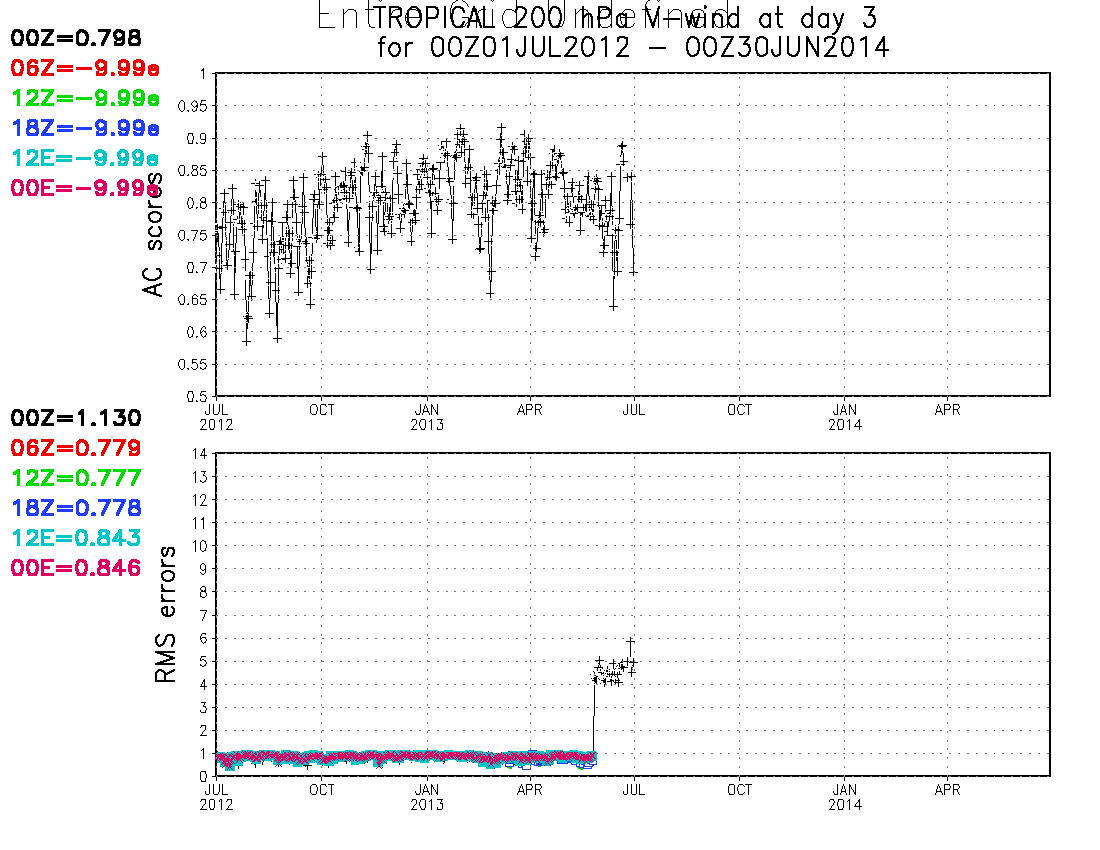 Entire Grid Undefined
TROPICAL 200 hPa V-wind at day 3
for 00Z01JUL2012 - 00Z30JUN2014
00Z=0.798
06Z=-9.99e
12Z=-9.99e
18Z=-9.99e
12E=-9.99e
00E=-9.99e
AC scores
1
0.95
0.9
0.85
0.8
0.75
0.7
0.65
0.6
0.55
0.5
JUL OCT JAN APR JUL OCT JAN APR
2012 2013 2014
00Z=1.130
06Z=0.779
12Z=0.777
18Z=0.778
12E=0.843
00E=0.846
RMS errors
14
13
12
11
10
9
8
7
6
5
4
3
2
1
0
JUL OCT JAN APR JUL OCT JAN APR
2012 2013 2014